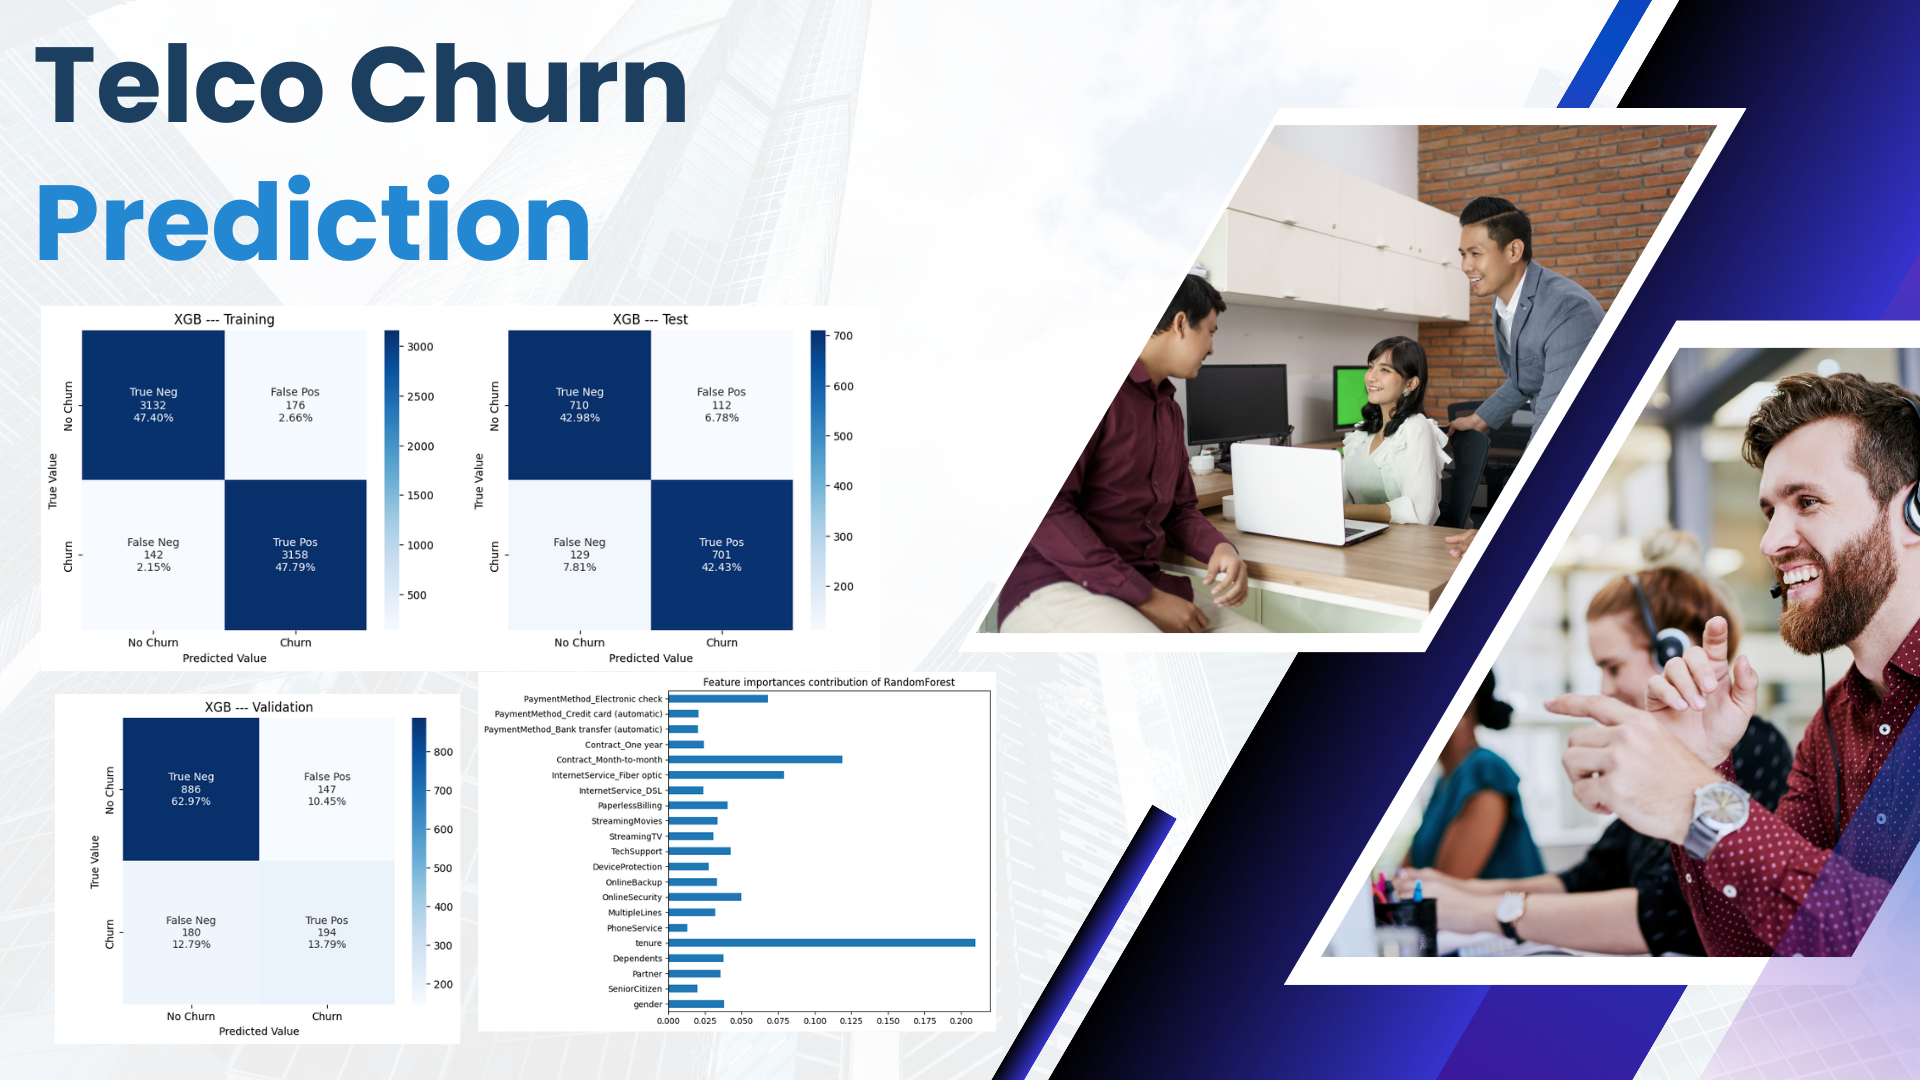 Telco Churn
Prediction
XGB --- Training
True Value
No Churn
Churn
True Neg
3132
47.40%
False Pos
176
2.66%
False Neg
142
2.15%
True Pos
3158
47.79%
No Churn
Churn
Predicted Value
3000
2500
2000
1500
1000
500
XGB --- Test
True Value
No Churn
Churn
True Neg
710
42.98%
False Pos
112
6.78%
False Neg
129
7.81%
True Pos
701
42.43%
No Churn
Churn
Predicted Value
700
600
500
400
300
200
XGB --- Validation
True Value
No Churn
Churn
True Neg
886
62.97%
False Pos
147
10.45%
False Neg
180
12.79%
True Pos
194
13.79%
No Churn
Churn
Predicted Value
800
700
600
500
400
300
200
Feature importances contribution of RandomForest
PaymentMethod_Electronic check
PaymentMethod_Credit card (automatic)
PaymentMethod_Bank transfer (automatic)
Contract_One year
Contract_Month-to-month
InternetService_Fiber optic
InternetService_DSL
PaperlessBilling
StreamingMovies
StreamingTV
TechSupport
DeviceProtection
OnlineBackup
OnlineSecurity
MultipleLines
PhoneService
tenure
Dependents
Partner
SeniorCitizen
gender
0.000 0.025 0.050 0.075 0.100 0.125 0.150 0.175 0.200